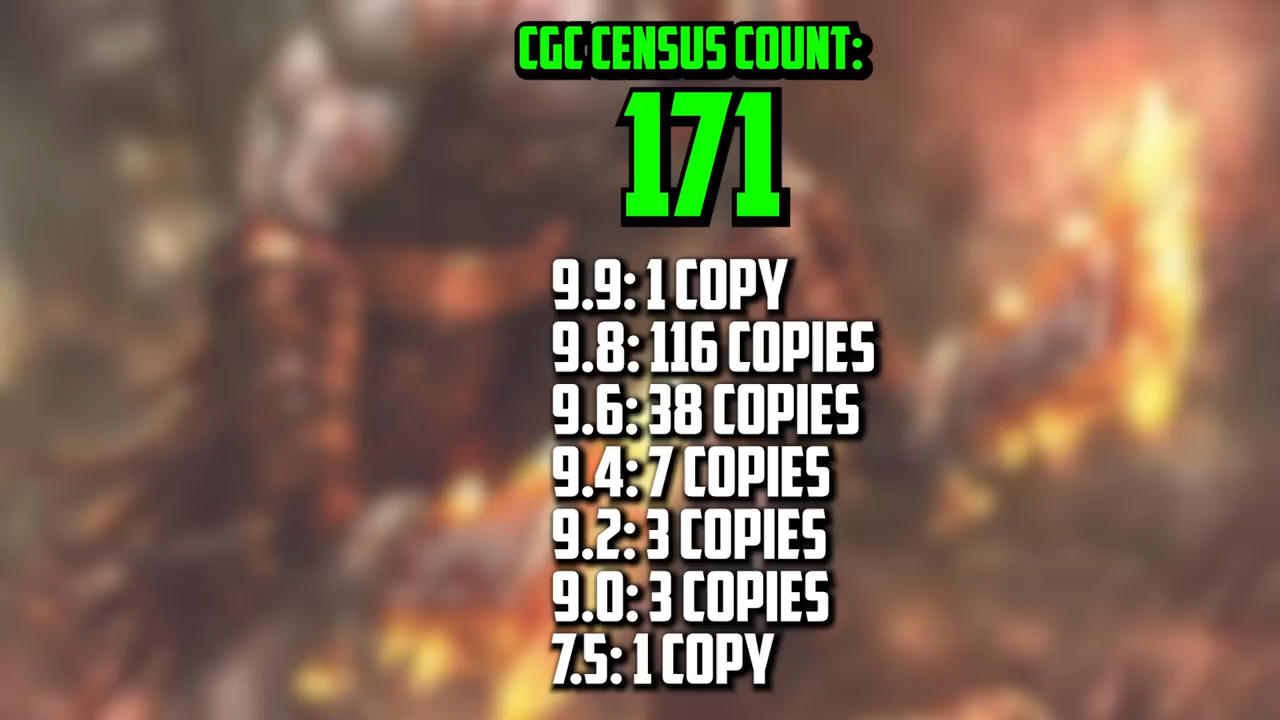 CGC CENSUS COUNT:
171
9.9: 1 COPY
9.8: 116 COPIES
9.6: 38 COPIES
9.4: 7 COPIES
9.2: 3 COPIES
9.0: 3 COPIES
7.5: 1 COPY